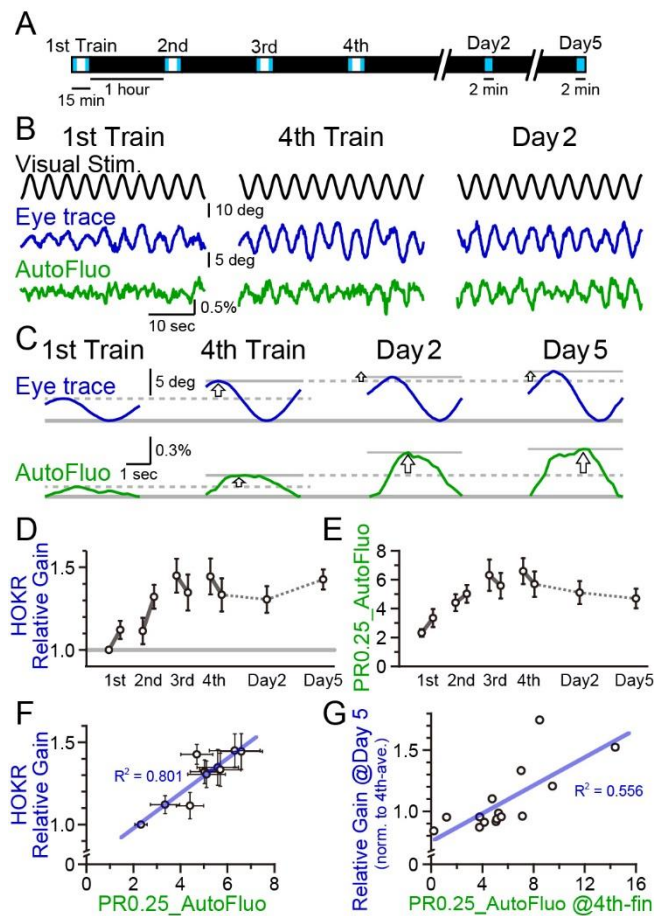 A
1st Train 2nd 3rd 4th Day2 Day5
15 min 1 hour 2 min 2 min
B
1st Train 4th Train Day 2
Visual Stim.
10 deg
Eye trace
5 deg
AutoFluo
0.5%
10 sec
C
1st Train 4th Train Day2 Day5
Eye trace 5 deg
AutoFluo 0.3%
1 sec
D
HOKR
Relative Gain
1.5
1.0
0
1st 2nd 3rd 4th Day2 Day5
E
PR0.25_AutoFluo
8
6
4
2
0
1st 2nd 3rd 4th Day2 Day5
F
HOKR
Relative Gain
1.5
R² = 0.801
1.0
0
0 2 4 6 8
PR0.25_AutoFluo
G
Relative Gain @Day 5
(norm. to 4th-ave.)
1.5
R² = 0.556
1.0
0
0 4 8 12 16
PR0.25_AutoFluo @4th-fin